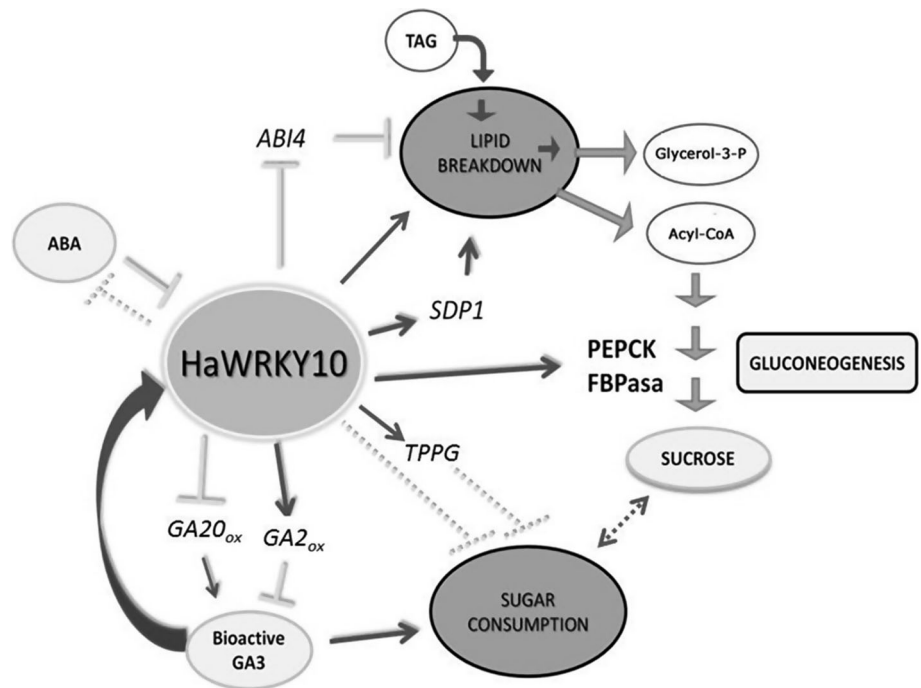 TAG
ABI4
LIPID
BREAKDOWN
Glycerol-3-P
Acyl-CoA
ABA
SDP1
HaWRKY10
PEPCK
FBPasa
GLUCONEOGENESIS
TPPG
SUCROSE
GA20ox
GA2ox
SUGAR
CONSUMPTION
Bioactive
GA3